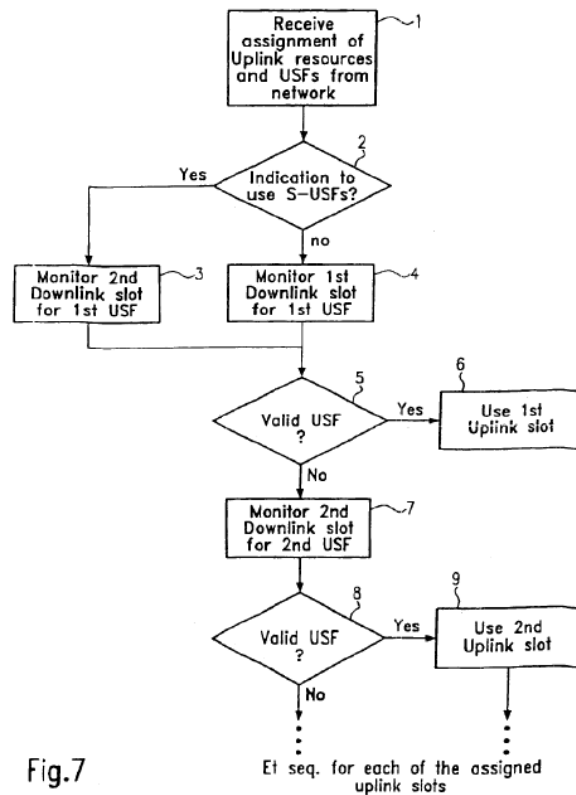 1
Receive
assignment of
Uplink resources
and USFs from
network
2
Indication to
use S-USFs?
Yes
no
3
Monitor 2nd
Downlink slot
for 1st USF
4
Monitor 1st
Downlink slot
for 1st USF
5
Valid USF
?
Yes
6
Use 1st
Uplink slot
No
7
Monitor 2nd
Downlink slot
for 2nd USF
8
Valid USF
?
Yes
9
Use 2nd
Uplink slot
No
Et seq. for each of the assigned
uplink slots
Fig.7